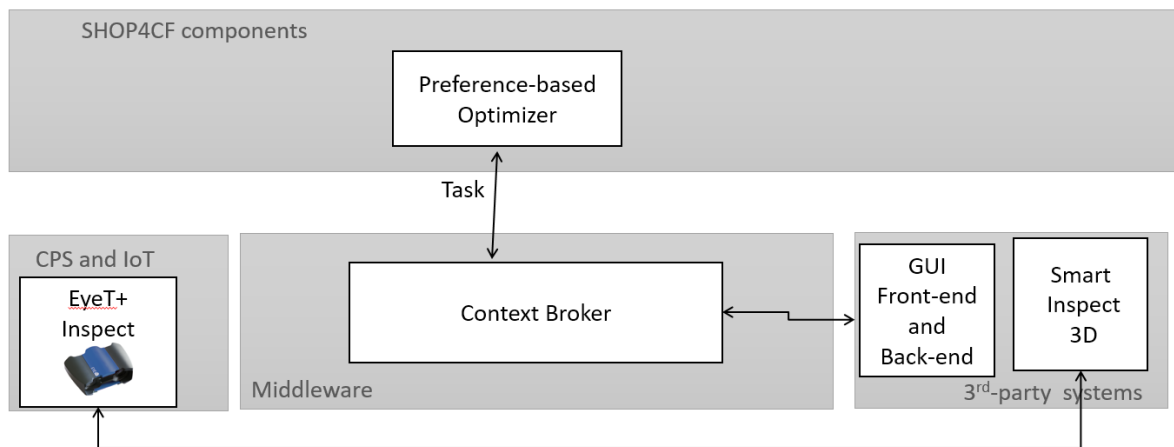 SHOP4CF components
Preference-based
Optimizer
Task
CPS and IoT
EyeT+
Inspect
Context Broker
Middleware
GUI
Front-end
and
Back-end
Smart
Inspect
3D
3rd-party systems